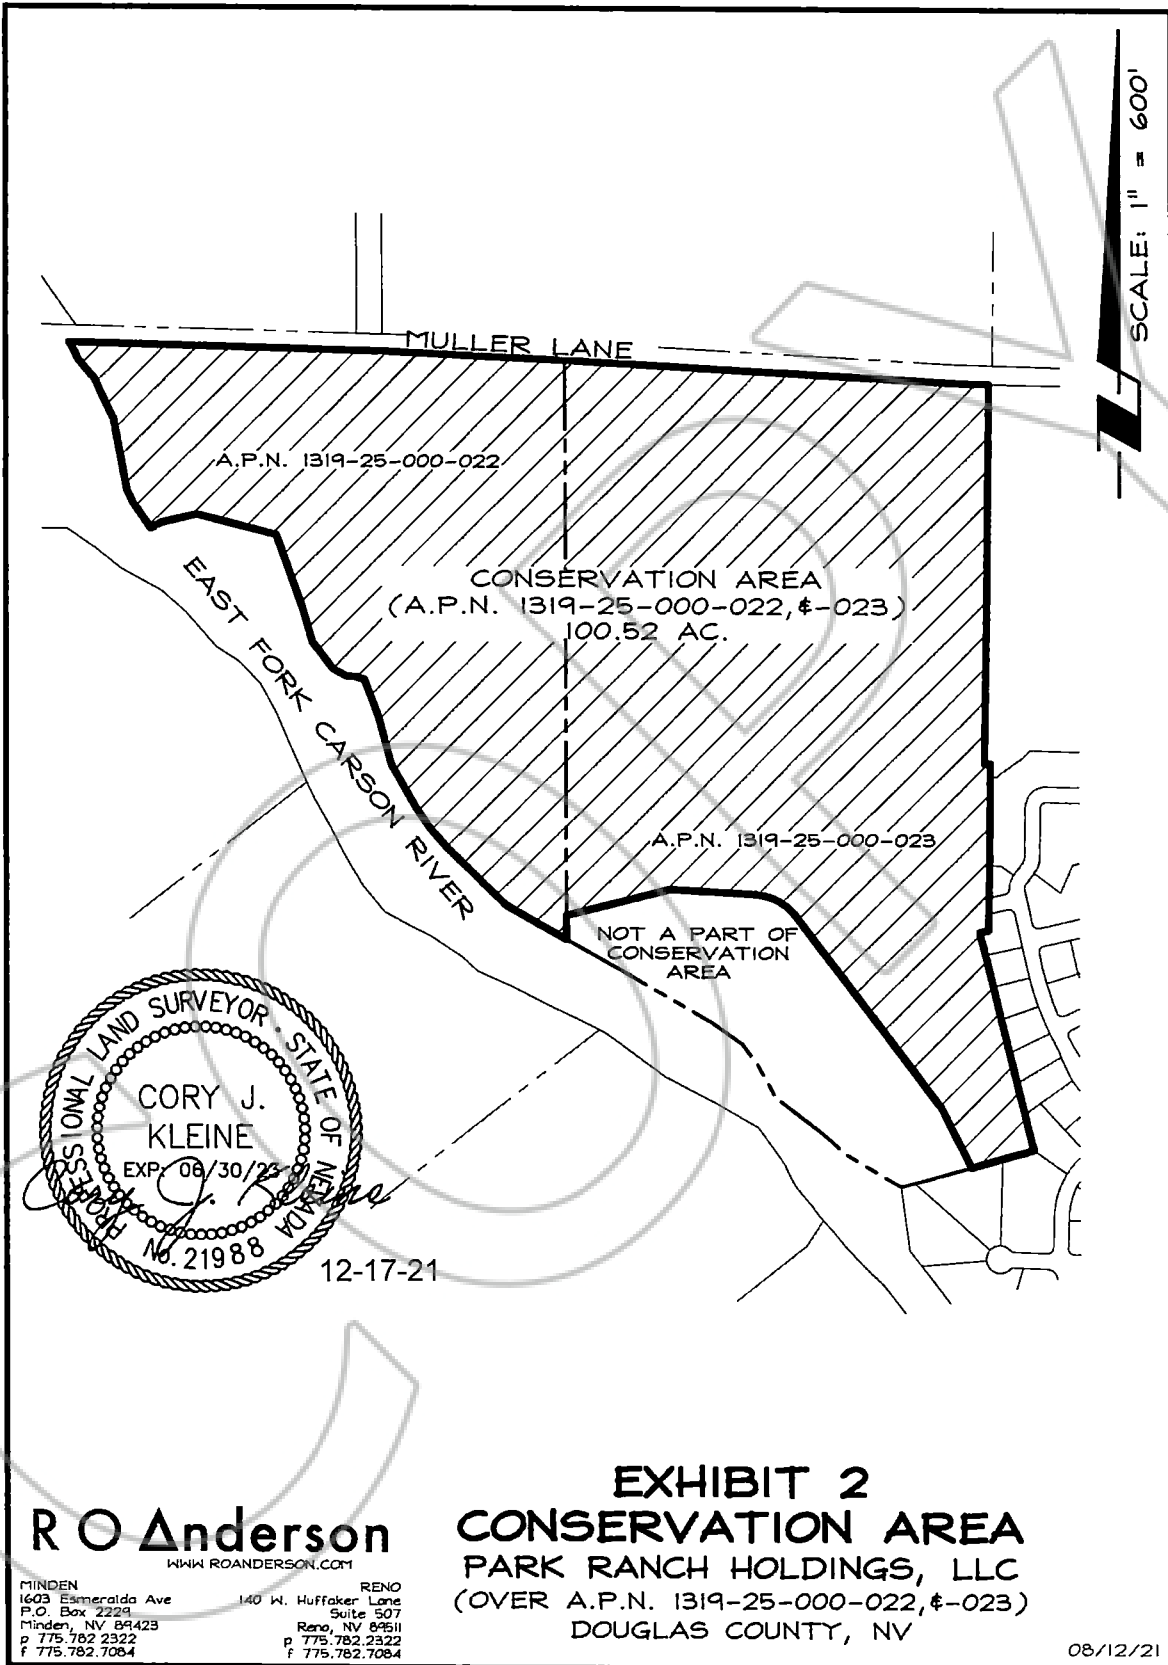 SCALE: 1" = 600'
MULLER LANE
A.P.N. 1319-25-000-022
CONSERVATION AREA
(A.P.N. 1319-25-000-022, &-023)
100.52 AC.
EAST FORK CARSON RIVER
A.P.N. 1319-25-000-023
NOT A PART OF
CONSERVATION
AREA
PROFESSIONAL LAND SURVEYOR · STATE OF NEVADA
CORY J.
KLEINE
EXP: 06/30/23
No. 21988
Cory J. Kleine
12-17-21
COPY
EXHIBIT 2
CONSERVATION AREA
PARK RANCH HOLDINGS, LLC
(OVER A.P.N. 1319-25-000-022, &-023)
DOUGLAS COUNTY, NV
R O Anderson
WWW.ROANDERSON.COM
MINDEN
1603 Esmeralda Ave
P.O. Box 2229
Minden, NV 89423
p 775.782.2322
f 775.782.7084
RENO
140 W. Huffaker Lane
Suite 507
Reno, NV 89511
p 775.782.2322
f 775.782.7084
08/12/21